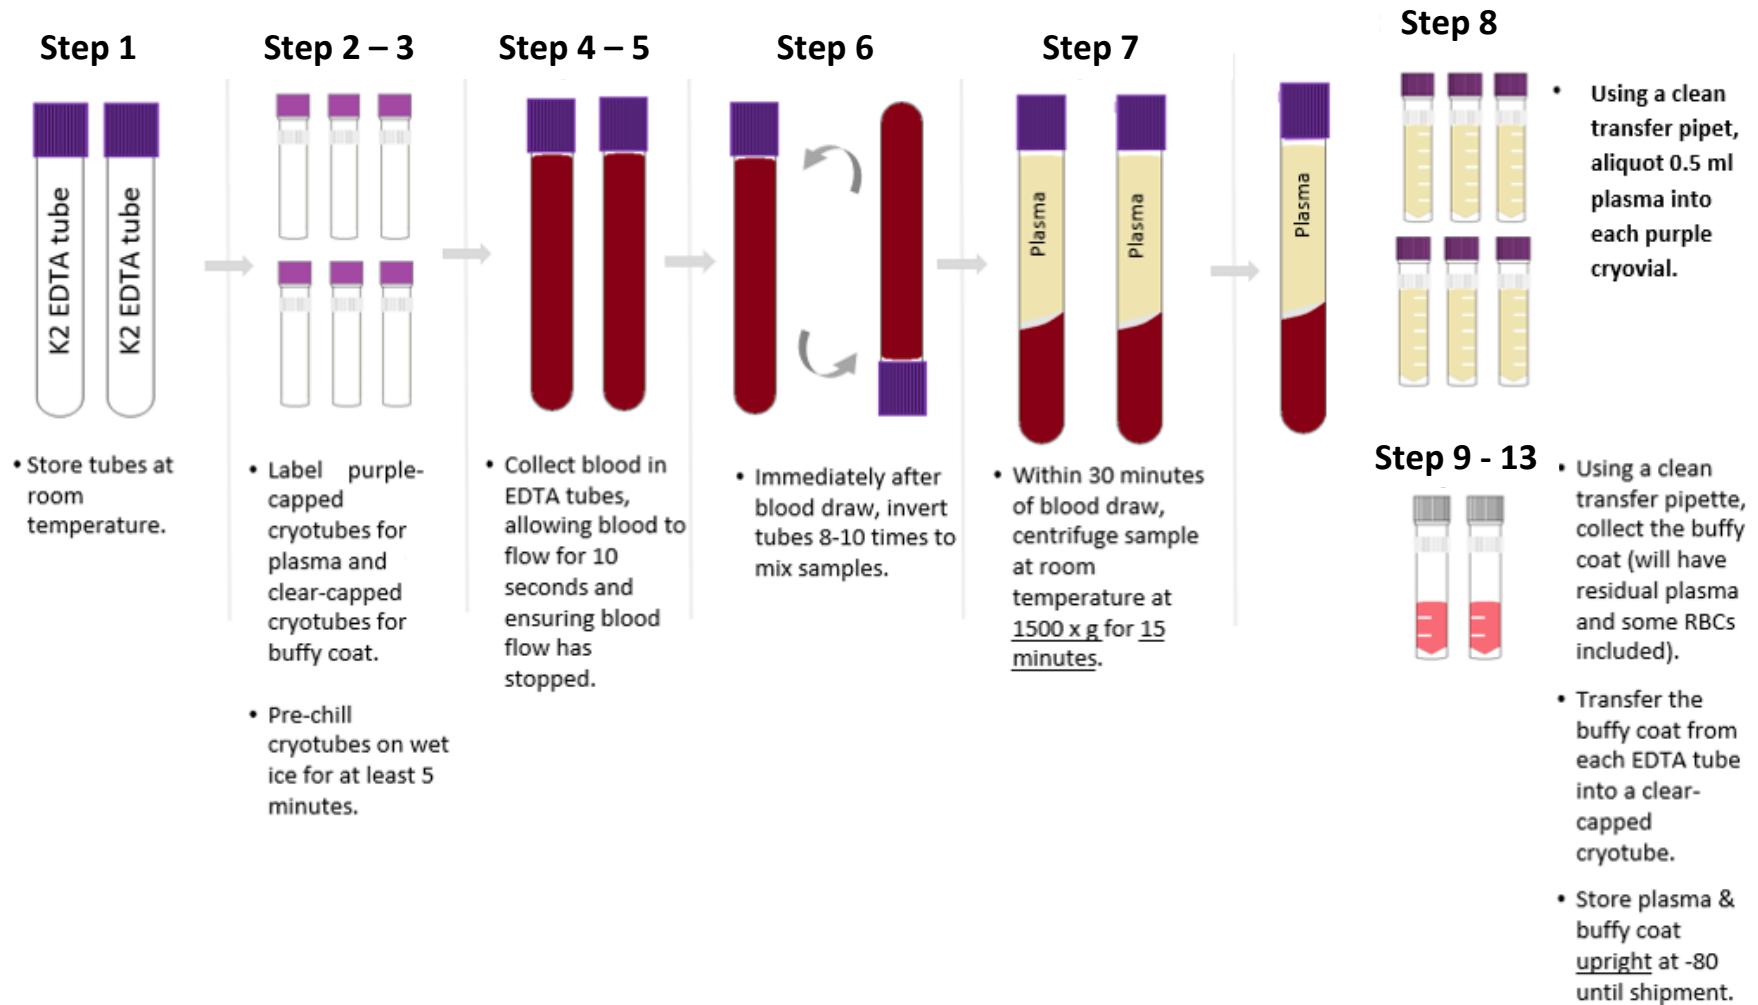 Step 1
K2 EDTA tube
K2 EDTA tube
• Store tubes at
room
temperature.
Step 2 – 3
• Label purple-
capped
cryotubes for
plasma and
clear-capped
cryotubes for
buffy coat.
• Pre-chill
cryotubes on wet
ice for at least 5
minutes.
Step 4 – 5
• Collect blood in
EDTA tubes,
allowing blood to
flow for 10
seconds and
ensuring blood
flow has
stopped.
Step 6
• Immediately after
blood draw, invert
tubes 8-10 times to
mix samples.
Step 7
Plasma
Plasma
• Within 30 minutes
of blood draw,
centrifuge sample
at room
temperature at
1500 x g for 15
minutes.
Plasma
Step 8
• Using a clean
transfer pipet,
aliquot 0.5 ml
plasma into
each purple
cryovial.
Step 9 - 13
• Using a clean
transfer pipette,
collect the buffy
coat (will have
residual plasma
and some RBCs
included).
• Transfer the
buffy coat from
each EDTA tube
into a clear-
capped
cryotube.
• Store plasma &
buffy coat
upright at -80
until shipment.